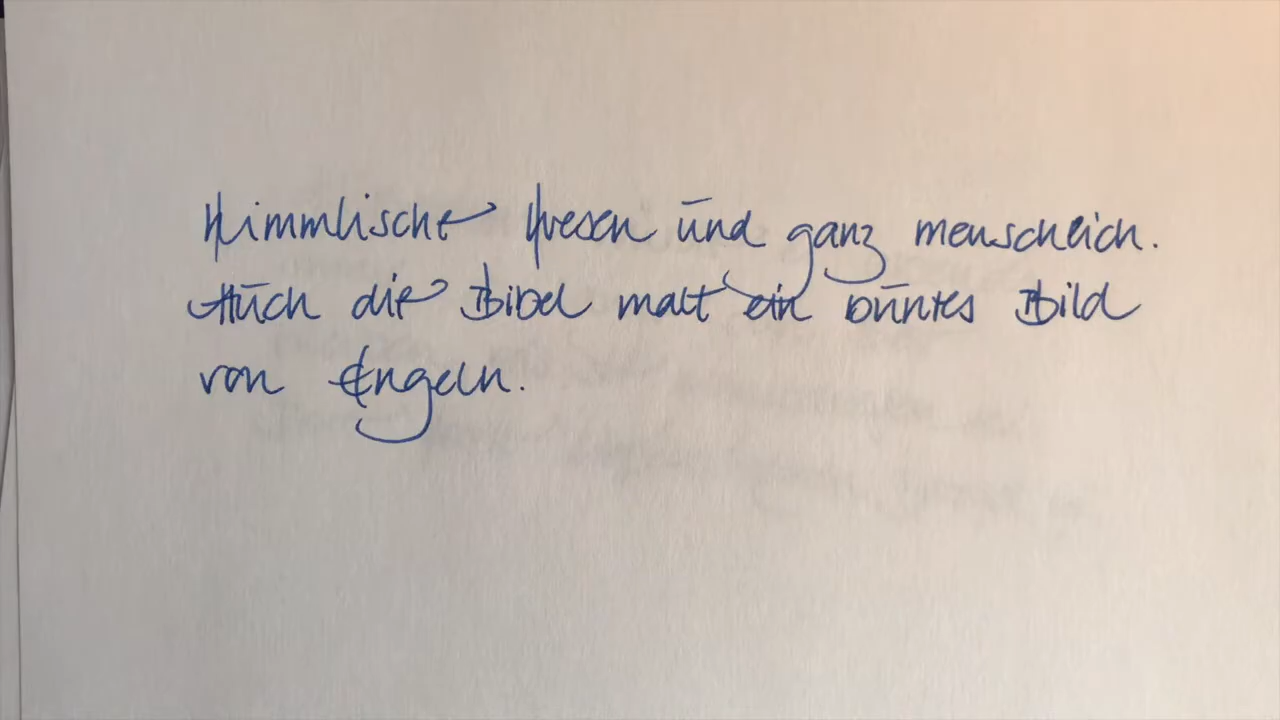 Himmlische Wesen und ganz menschlich.
Auch die Bibel malt ein buntes Bild
von Engeln.